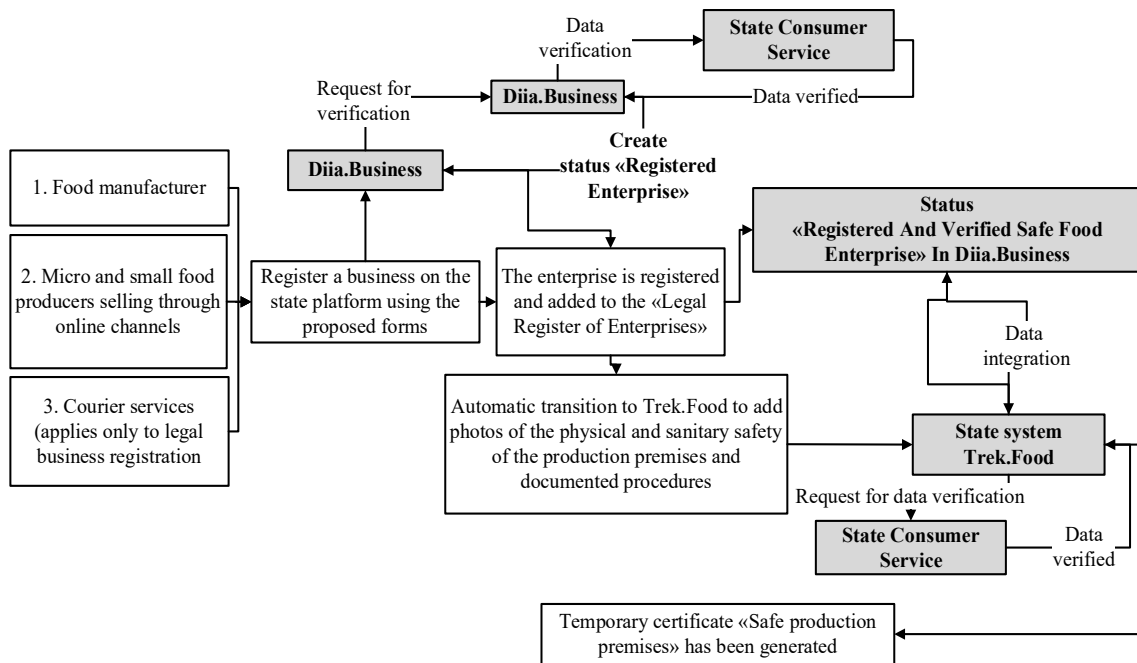 Data
verification
State Consumer
Service
Request for
verification
Diia.Business
Data verified
Create
status «Registered
Enterprise»
Diia.Business
1. Food manufacturer
2. Micro and small food
producers selling through
online channels
3. Courier services
(applies only to legal
business registration
Register a business on the
state platform using the
proposed forms
The enterprise is registered
and added to the «Legal
Register of Enterprises»
Status
«Registered And Verified Safe Food
Enterprise» In Diia.Business
Data
integration
Automatic transition to Trek.Food to add
photos of the physical and sanitary safety
of the production premises and
documented procedures
State system
Trek.Food
Request for data verification
State Consumer
Service
Data
verified
Temporary certificate «Safe production
premises» has been generated